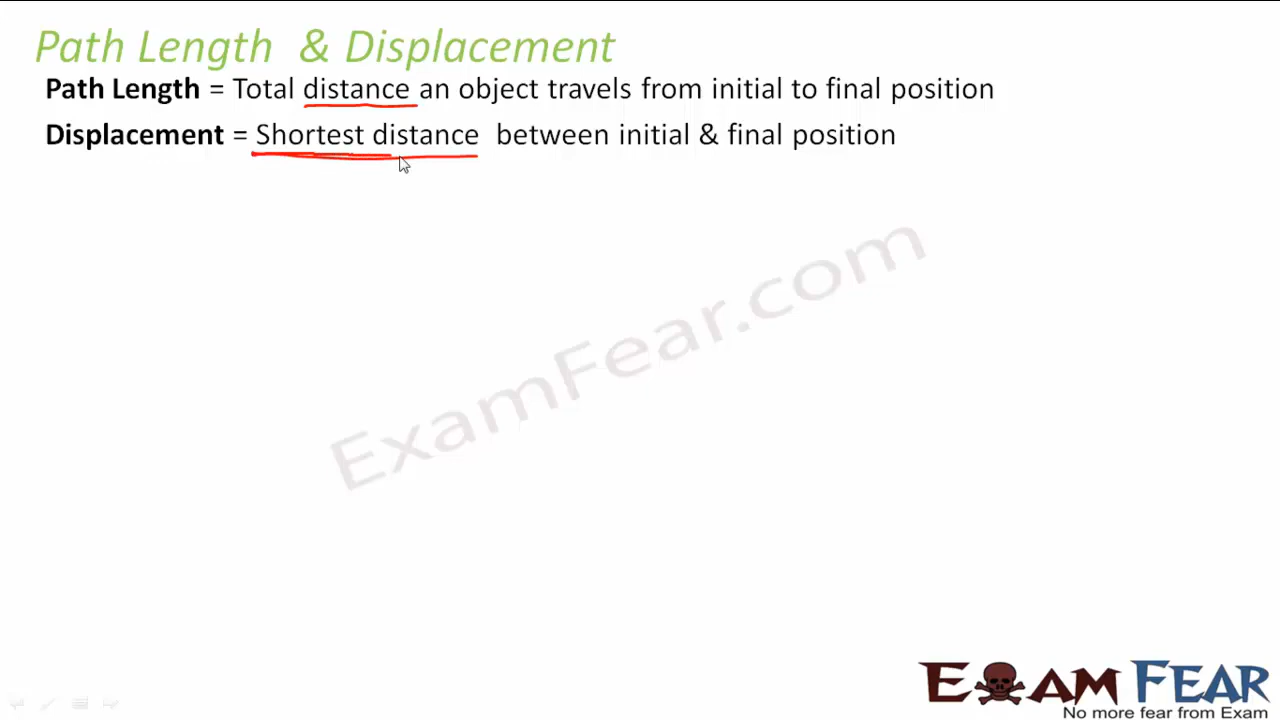 Path Length & Displacement
Path Length = Total distance an object travels from initial to final position
Displacement = Shortest distance between initial & final position
ExamFear.com
EXAM FEAR
No more fear from Exam